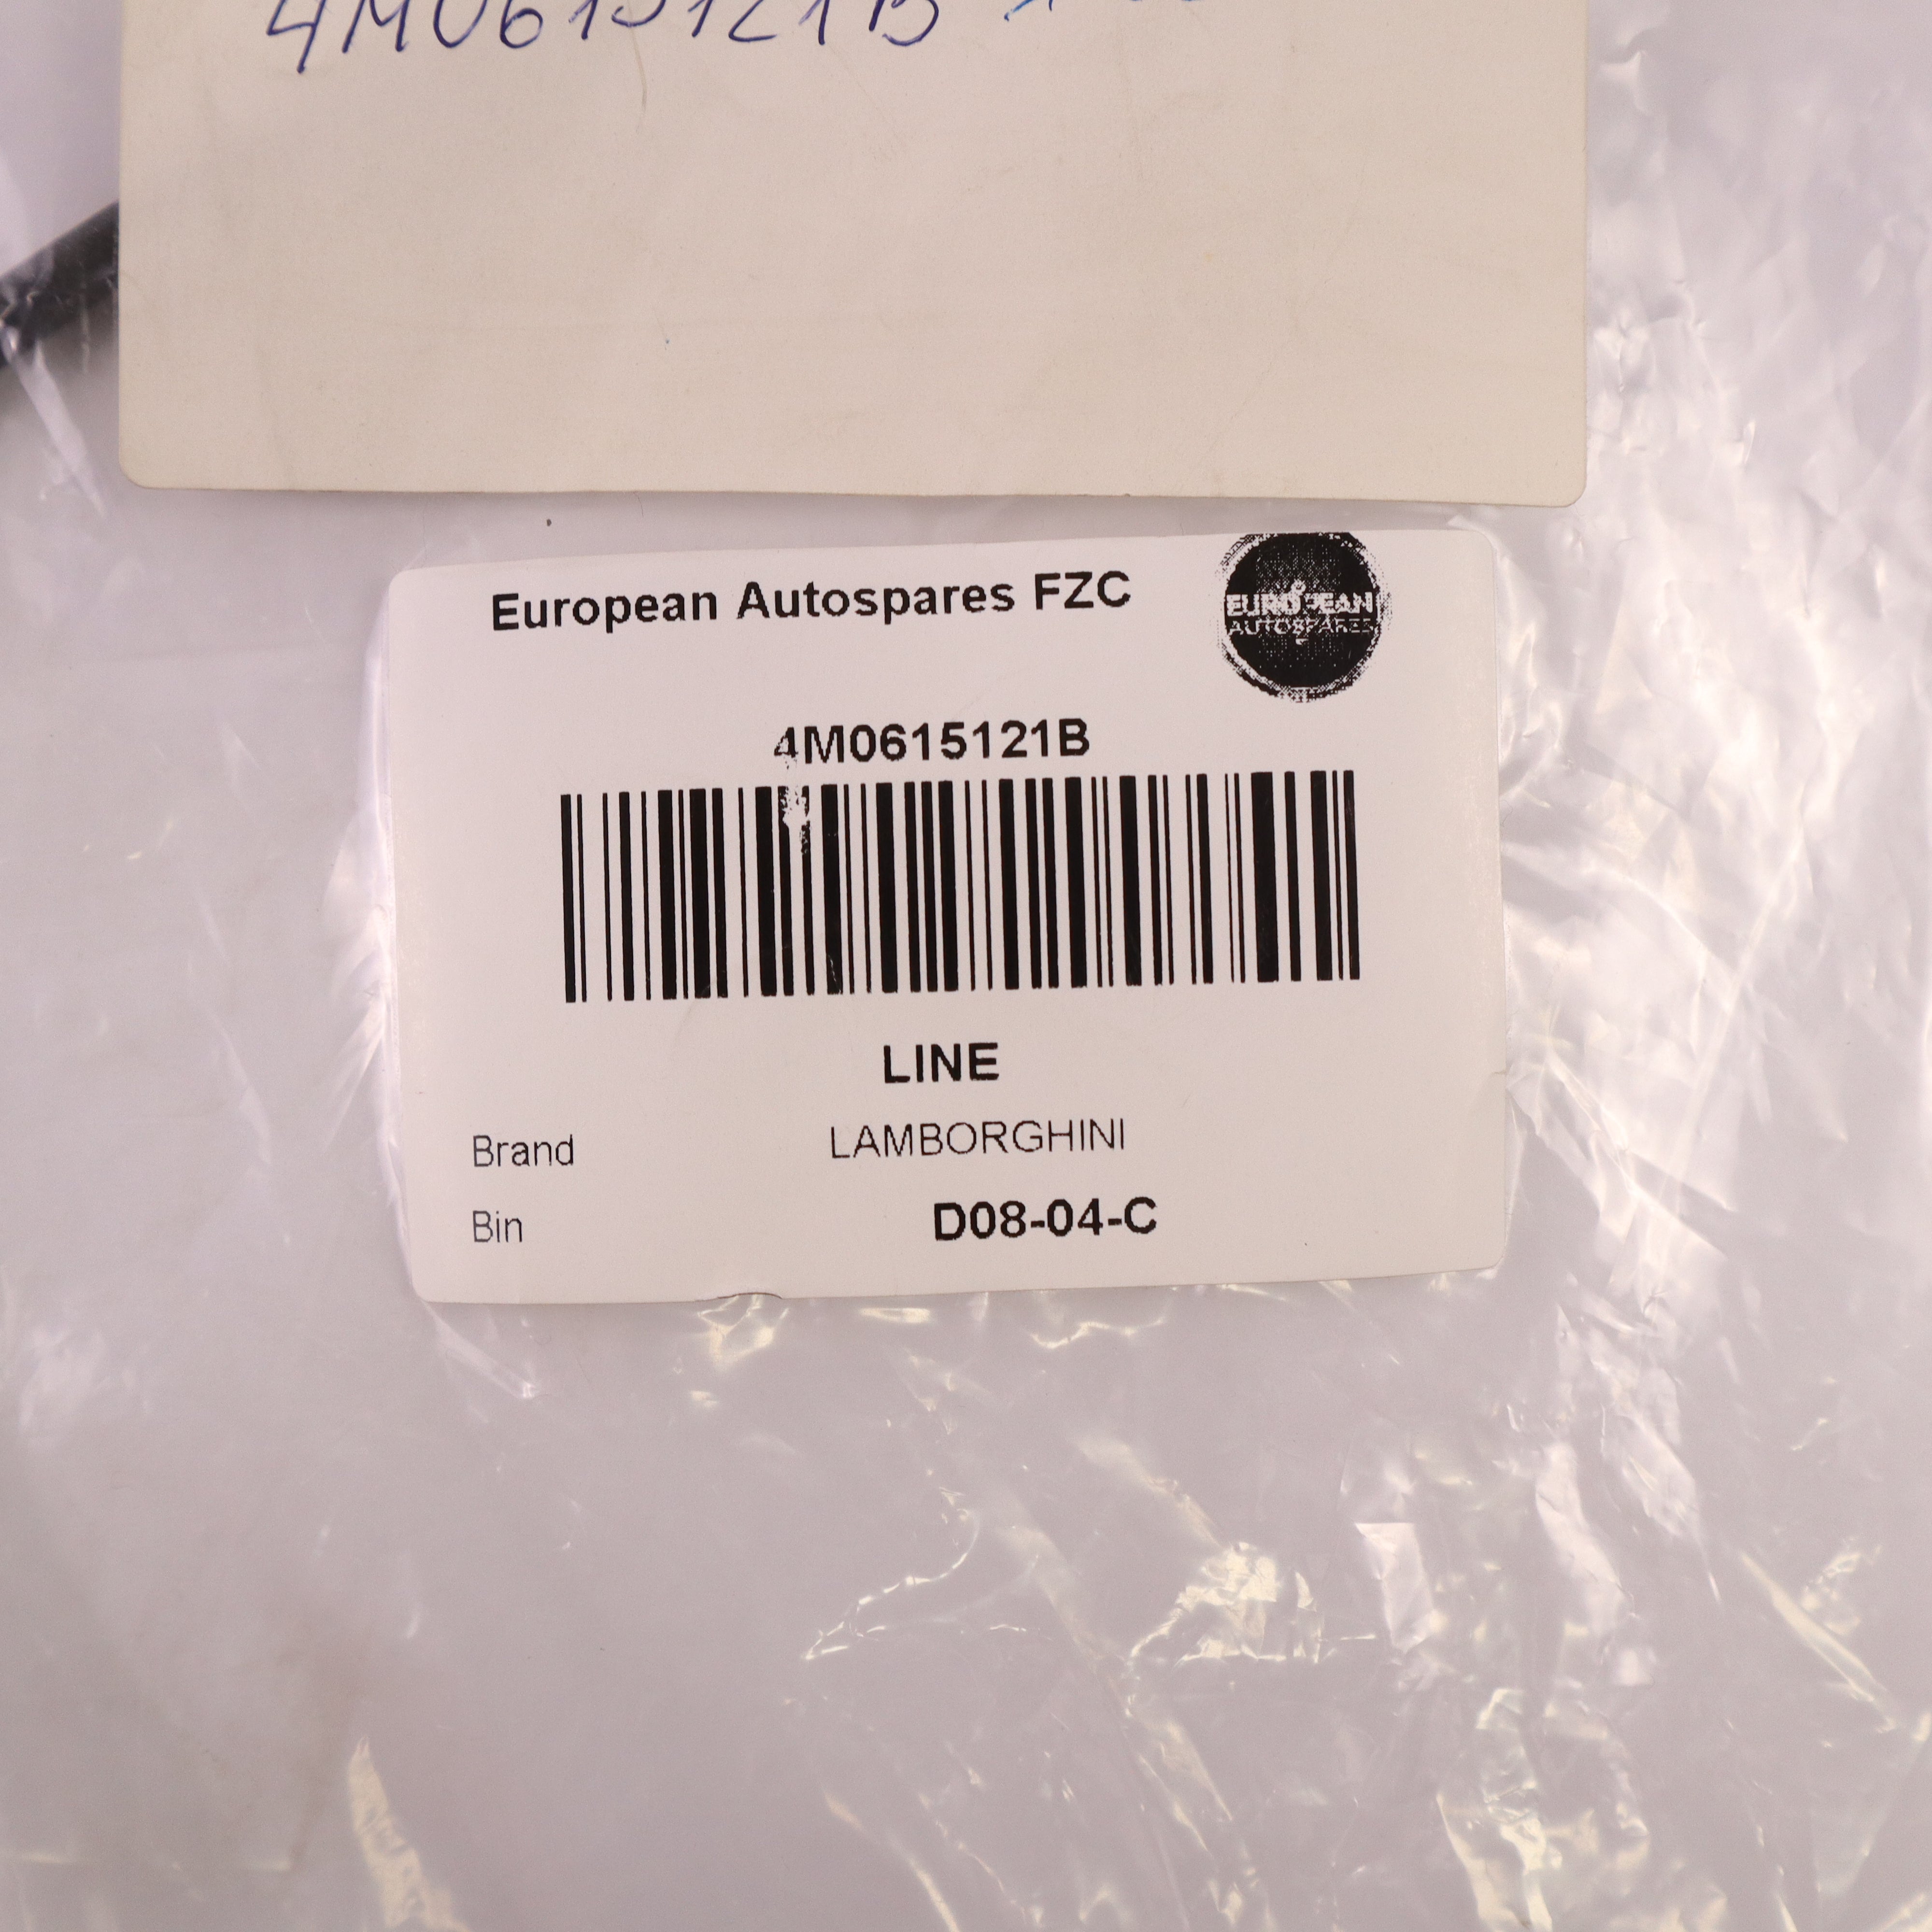 4M0615121B
European Autospares FZC
EUROPEAN
AUTOSPARES
4M0615121B
LINE
Brand LAMBORGHINI
Bin D08-04-C